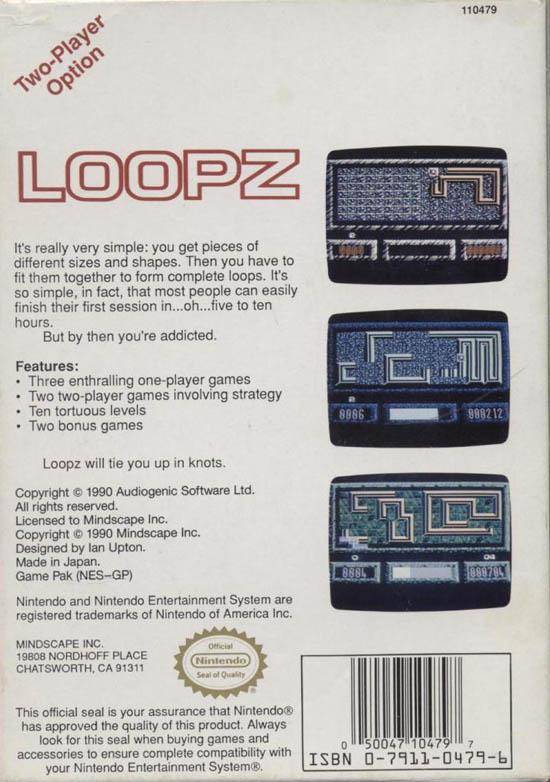 110479
Two-Player
Option
LOOPZ
It's really very simple: you get pieces of
different sizes and shapes. Then you have to
fit them together to form complete loops. It's
so simple, in fact, that most people can easily
finish their first session in...oh...five to ten
hours.
But by then you're addicted.
Features:
• Three enthralling one-player games
• Two two-player games involving strategy
• Ten tortuous levels
• Two bonus games
Loopz will tie you up in knots.
Copyright © 1990 Audiogenic Software Ltd.
All rights reserved.
Licensed to Mindscape Inc.
Copyright © 1990 Mindscape Inc.
Designed by Ian Upton.
Made in Japan.
Game Pak (NES–GP)
Nintendo and Nintendo Entertainment System are
registered trademarks of Nintendo of America Inc.
MINDSCAPE INC.
19808 NORDHOFF PLACE
CHATSWORTH, CA 91311
Official
Nintendo
Seal of Quality
This official seal is your assurance that Nintendo®
has approved the quality of this product. Always
look for this seal when buying games and
accessories to ensure complete compatibility with
your Nintendo Entertainment System®.
0 50047 10479 7
ISBN 0-7911-0479-6